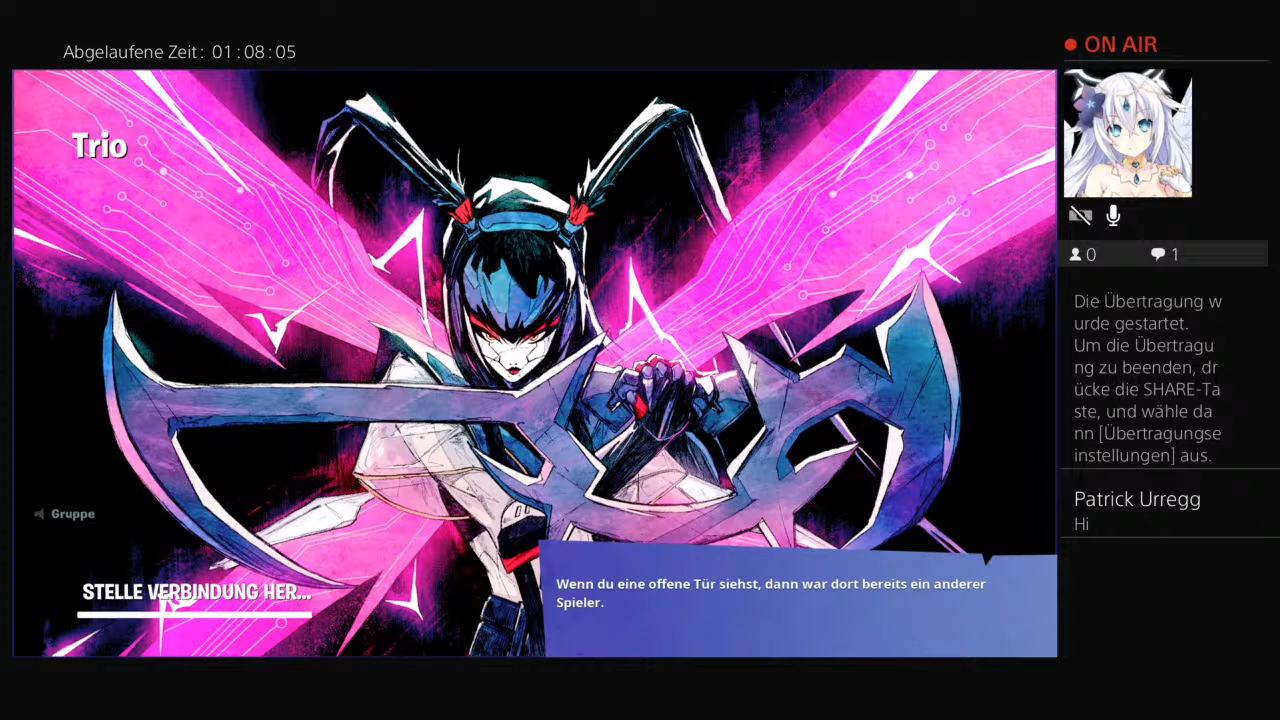 Abgelaufene Zeit: 01:08:05
ON AIR
Trio
0
1
Die Übertragung w
urde gestartet.
Um die Übertragu
ng zu beenden, dr
ücke die SHARE-Ta
ste, und wähle da
nn [Übertragungse
instellungen] aus.
Patrick Urregg
Hi
Gruppe
STELLE VERBINDUNG HER...
Wenn du eine offene Tür siehst, dann war dort bereits ein anderer
Spieler.